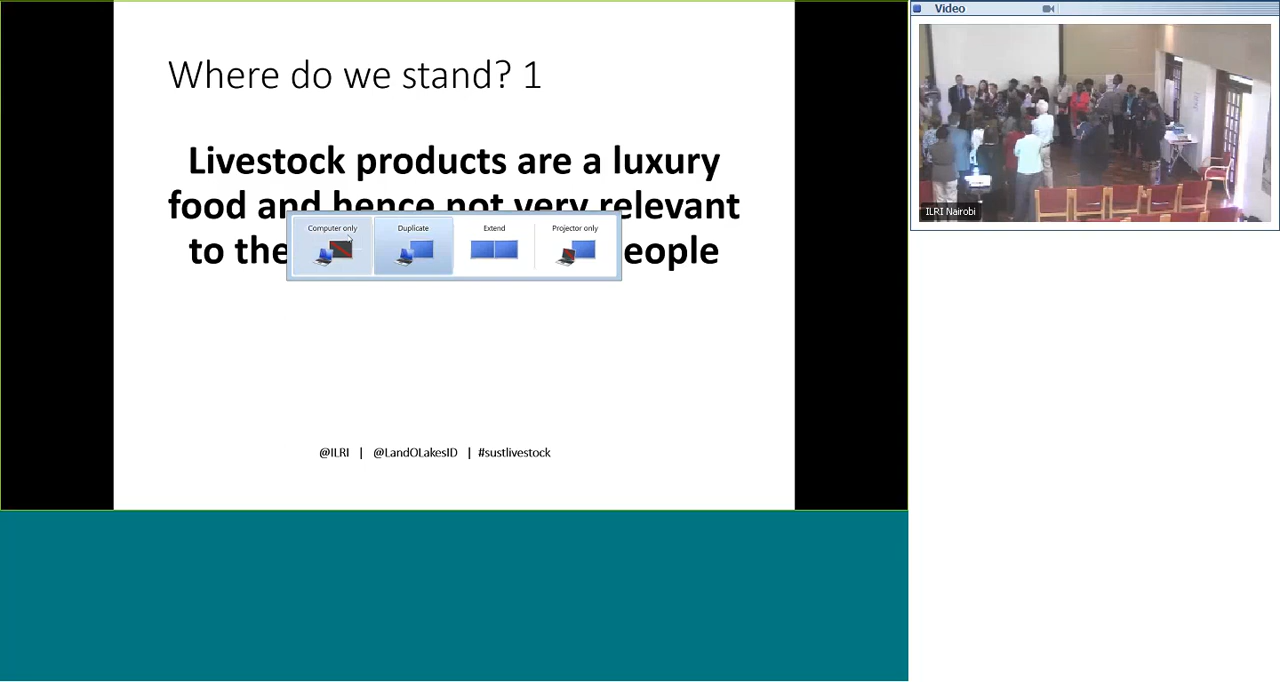 Where do we stand? 1
Livestock products are a luxury
food and hence not very relevant
to the
eople
Computer only
Duplicate
Extend
Projector only
@ILRI | @LandOLakesID | #sustlivestock
Video
ILRI Nairobi